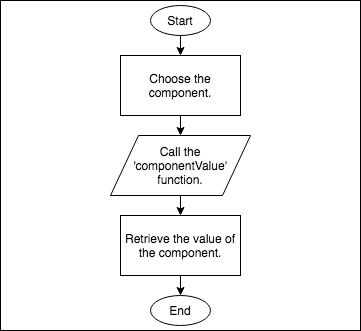 Start
Choose the
component.
Call the
'componentValue'
function.
Retrieve the value of
the component.
End